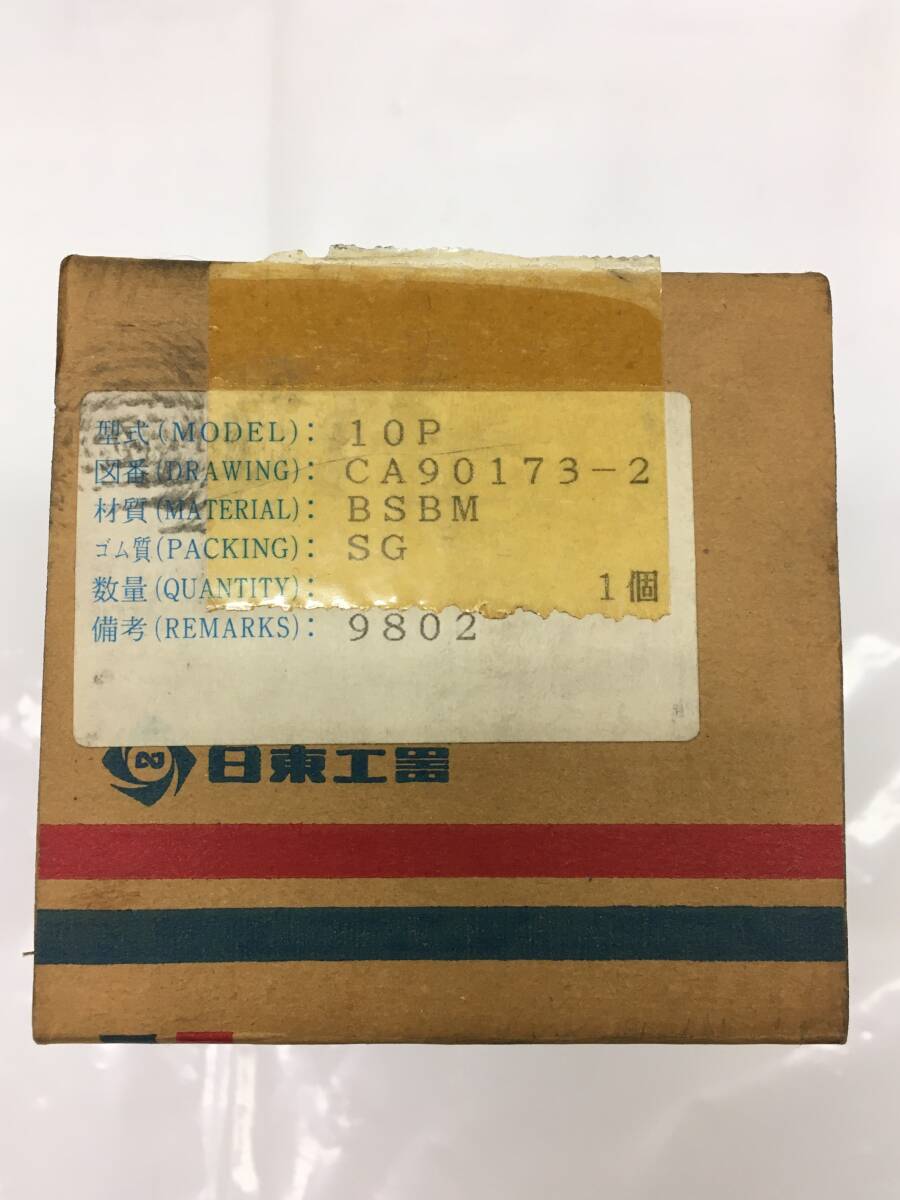 型式(MODEL): 10P
図番(DRAWING): CA90173-2
材質(MATERIAL): BSBM
ゴム質(PACKING): SG
数量(QUANTITY): 1個
備考(REMARKS): 9802
日東工器